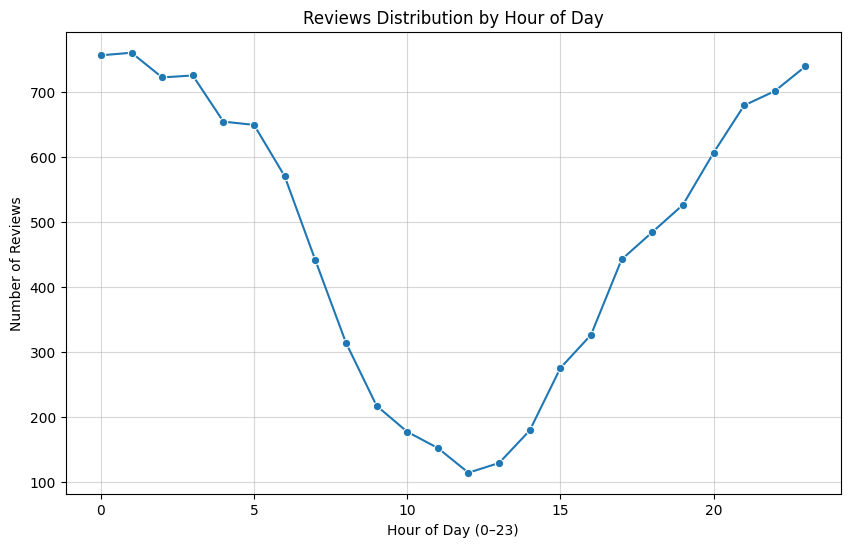 Reviews Distribution by Hour of Day
Number of Reviews
700
600
500
400
300
200
100
0 5 10 15 20
Hour of Day (0–23)